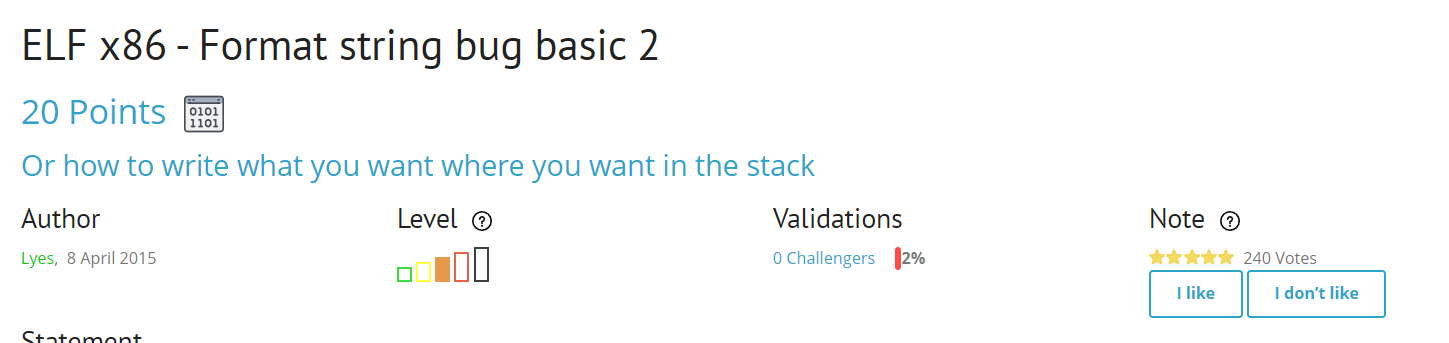 ELF x86 - Format string bug basic 2
20 Points
0101
1101
Or how to write what you want where you want in the stack
Author Level ? Validations Note ?
Lyes, 8 April 2015 0 Challengers 2% 240 Votes
I like I don't like
Statement